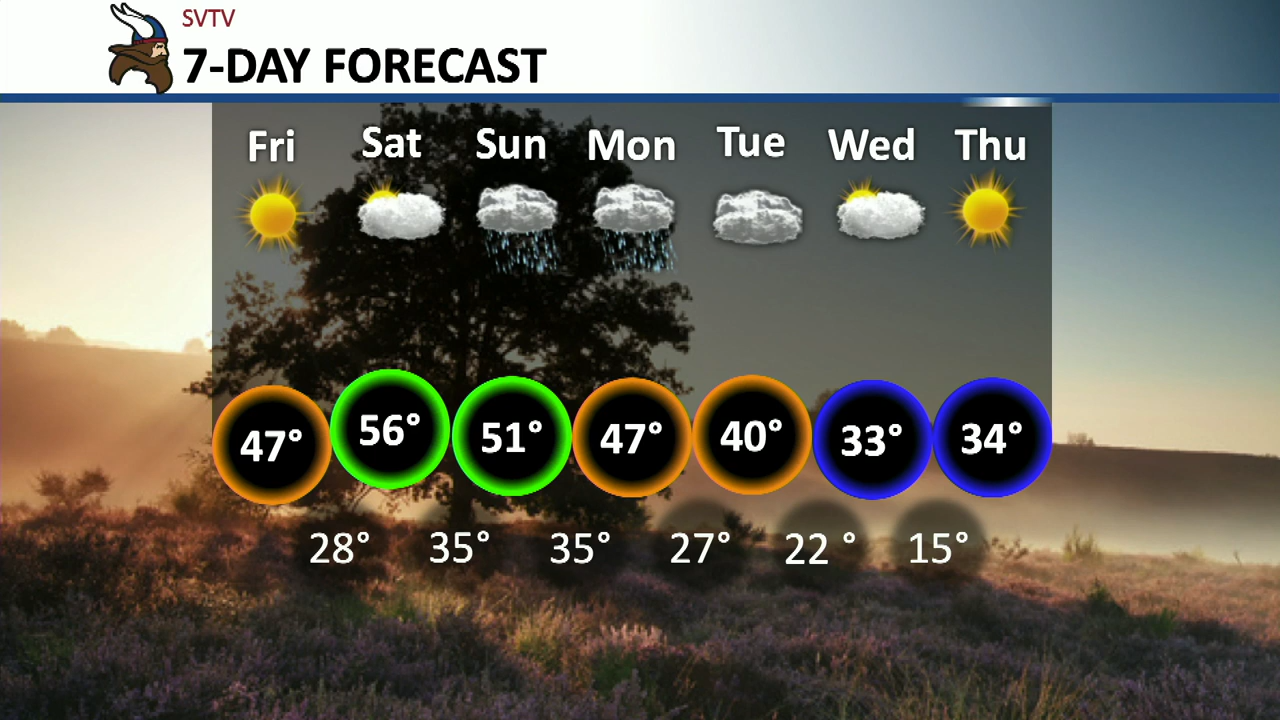 SVTV
7-DAY FORECAST
Fri Sat Sun Mon Tue Wed Thu
47° 56° 51° 47° 40° 33° 34°
28° 35° 35° 27° 22 ° 15°